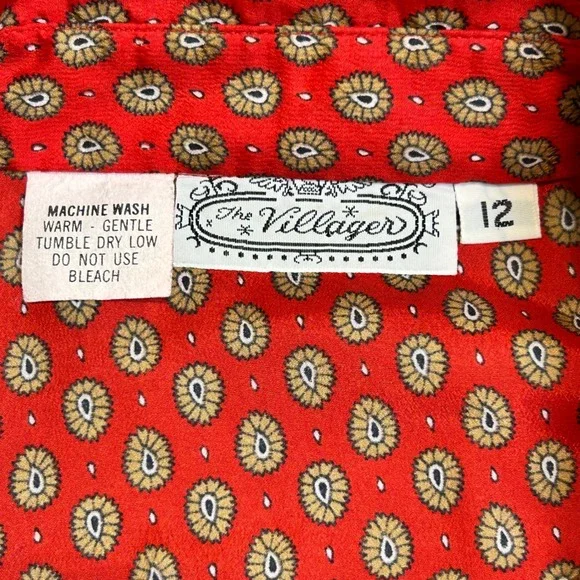 MACHINE WASH
WARM - GENTLE
TUMBLE DRY LOW
DO NOT USE
BLEACH
The Villager
12